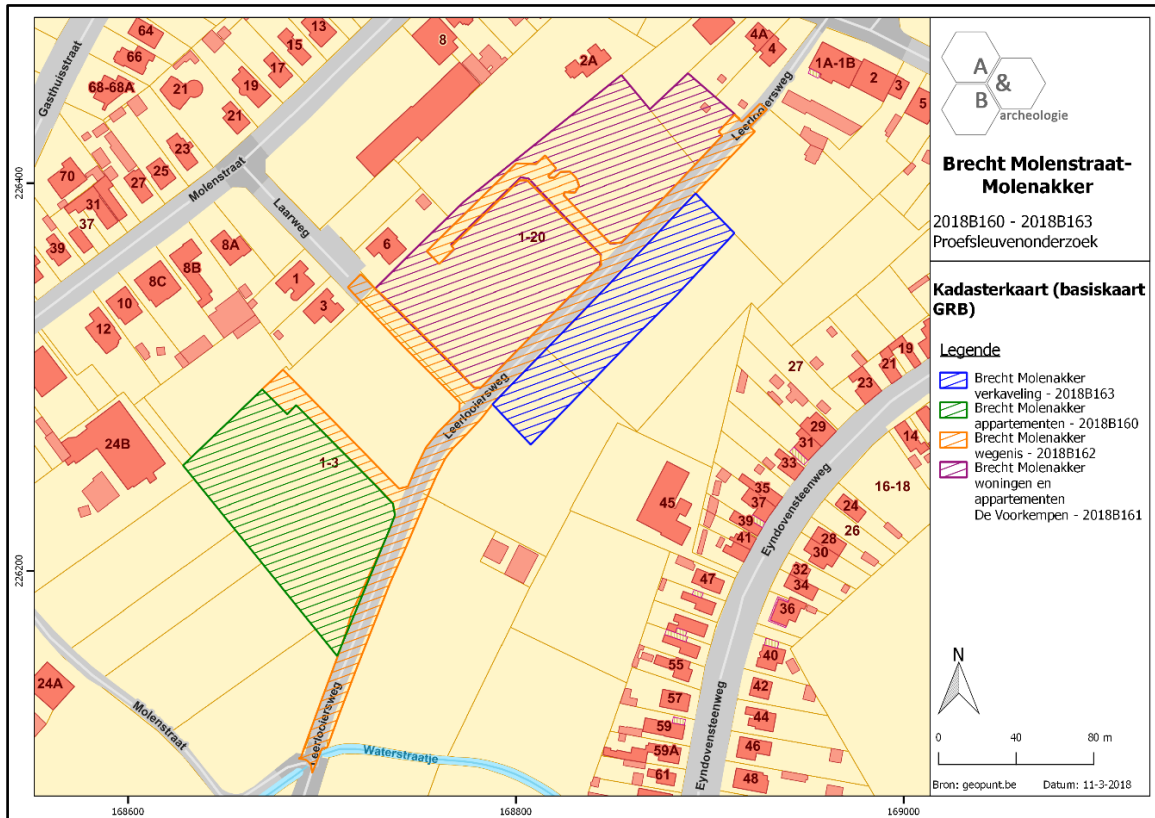 A
&
B
archeologie
Brecht Molenstraat-
Molenakker
2018B160 - 2018B163
Proefsleuvenonderzoek
Kadasterkaart (basiskaart
GRB)
Legende
Brecht Molenakker
verkaveling - 2018B163
Brecht Molenakker
appartementen - 2018B160
Brecht Molenakker
wegenis - 2018B162
Brecht Molenakker
woningen en
appartementen
De Voorkempen - 2018B161
N
0 40 80 m
Bron: geopunt.be Datum: 11-3-2018
226400
226200
168600
168800
169000
Gasthuisstraat
Molenstraat
Laarweg
Leerlooiersweg
Leerlooiersweg
Leerlooiersweg
Molenstraat
Waterstraatje
Eyndovensteenweg
Eyndovensteenweg
64
66
68-68A
21
13
15
17
19
21
23
25
27
70
31
37
39
8
2A
4A
4
1A-1B
2
3
5
6
8A
8B
8C
10
12
1
3
1-20
24B
1-3
24A
27
19
21
23
29
31
33
35
37
39
41
45
14
16-18
24
26
28
30
32
34
36
47
40
42
44
46
48
55
57
59
59A
61